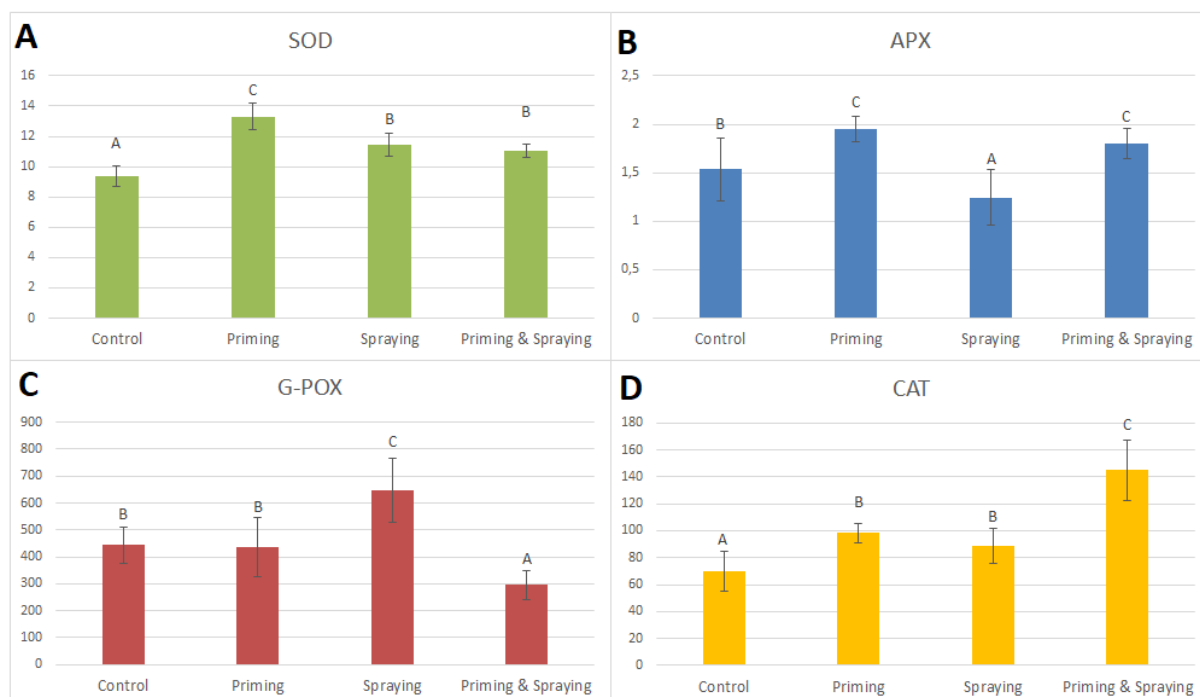 A
SOD
16
14
12
10
8
6
4
2
0
A
C
B
B
Control Priming Spraying Priming & Spraying
B
APX
2,5
2
1,5
1
0,5
0
B
C
A
C
Control Priming Spraying Priming & Spraying
C
G-POX
900
800
700
600
500
400
300
200
100
0
B
B
C
A
Control Priming Spraying Priming & Spraying
D
CAT
180
160
140
120
100
80
60
40
20
0
A
B
B
C
Control Priming Spraying Priming & Spraying